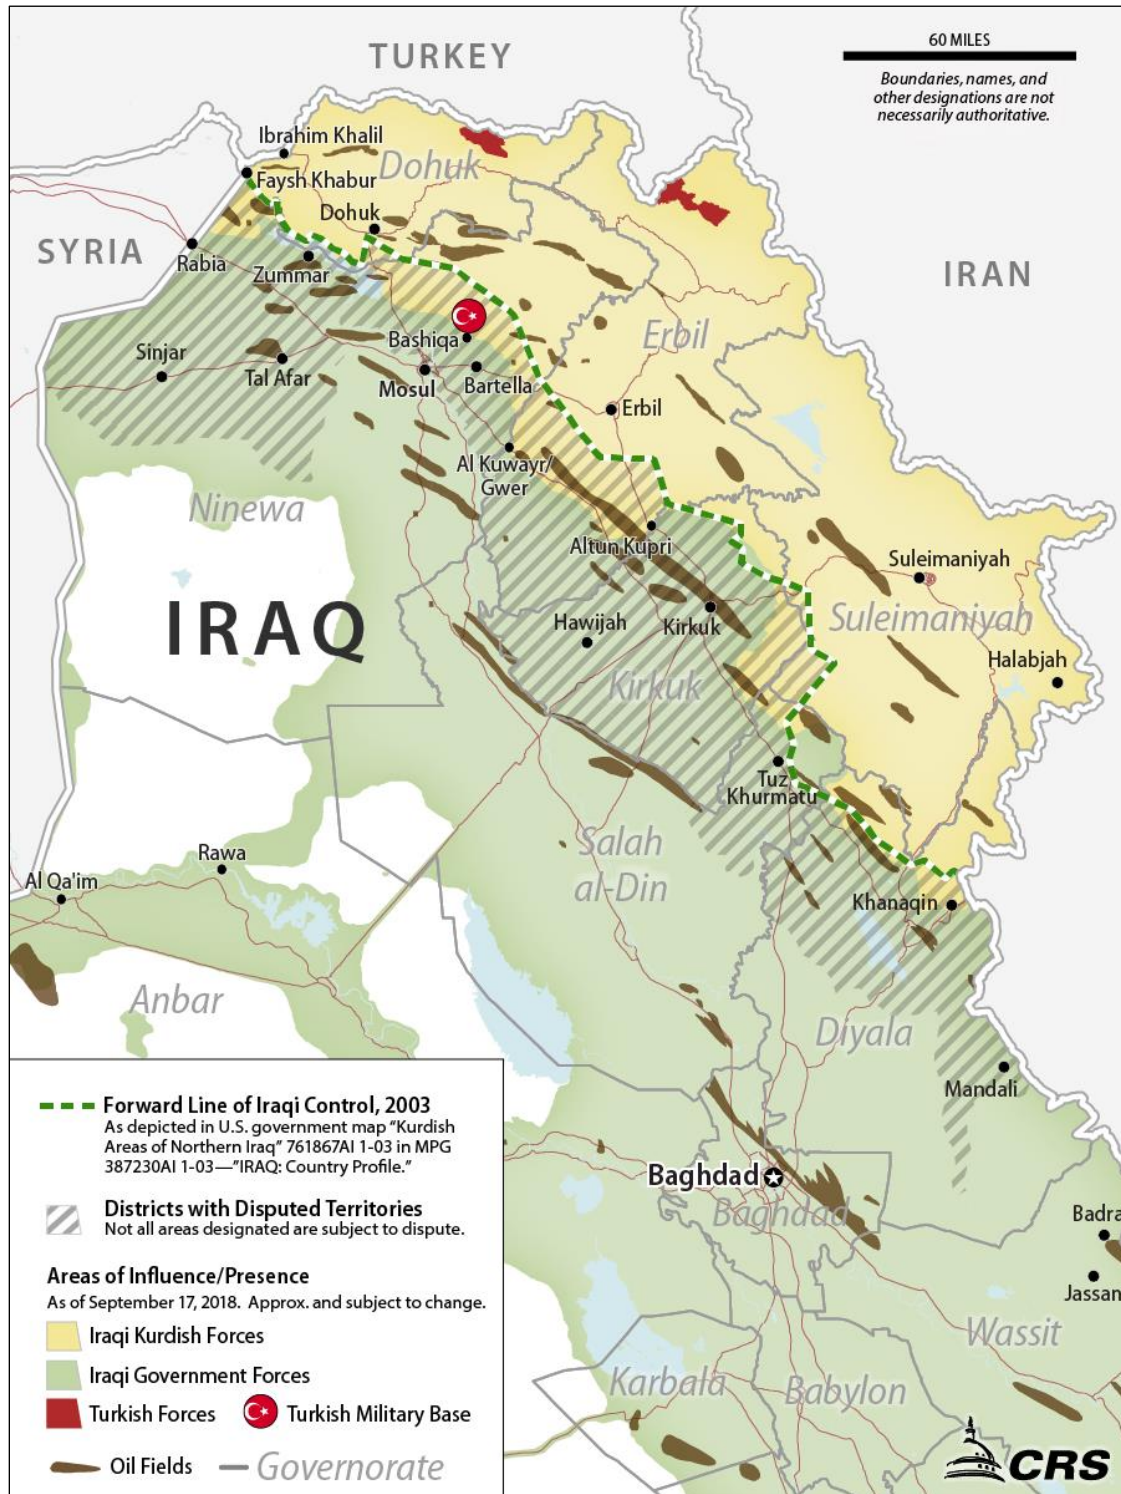 TURKEY
60 MILES
Boundaries, names, and
other designations are not
necessarily authoritative.
Ibrahim Khalil
Dohuk
Faysh Khabur
Dohuk
SYRIA
Rabia
Zummar
IRAN
Erbil
Bashiqa
Sinjar
Tal Afar
Mosul
Bartella
Erbil
Al Kuwayr/
Gwer
Ninewa
Altun Kupri
Suleimaniyah
IRAQ
Hawijah
Kirkuk
Suleimaniyah
Halabjah
Kirkuk
Tuz
Khurmatu
Salah
al-Din
Rawa
Al Qa'im
Khanaqin
Anbar
Diyala
Mandali
Forward Line of Iraqi Control, 2003
As depicted in U.S. government map “Kurdish
Areas of Northern Iraq” 761867AI 1-03 in MPG
387230AI 1-03—”IRAQ: Country Profile.”
Baghdad
Baghdad
Districts with Disputed Territories
Not all areas designated are subject to dispute.
Badra
Jassan
Areas of Influence/Presence
As of September 17, 2018. Approx. and subject to change.
Iraqi Kurdish Forces
Iraqi Government Forces
Turkish Forces
Turkish Military Base
Oil Fields
Governorate
Wassit
Karbala
Babylon
CRS